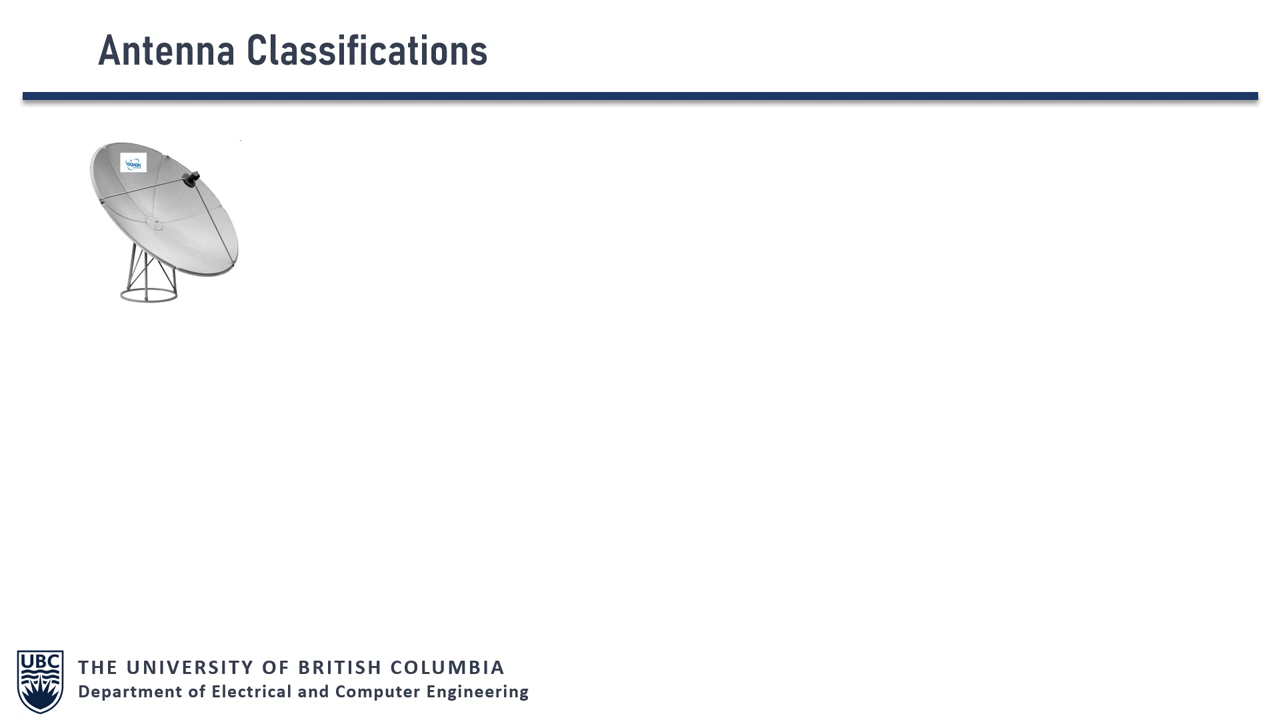 Antenna Classifications
UBC
THE UNIVERSITY OF BRITISH COLUMBIA
Department of Electrical and Computer Engineering